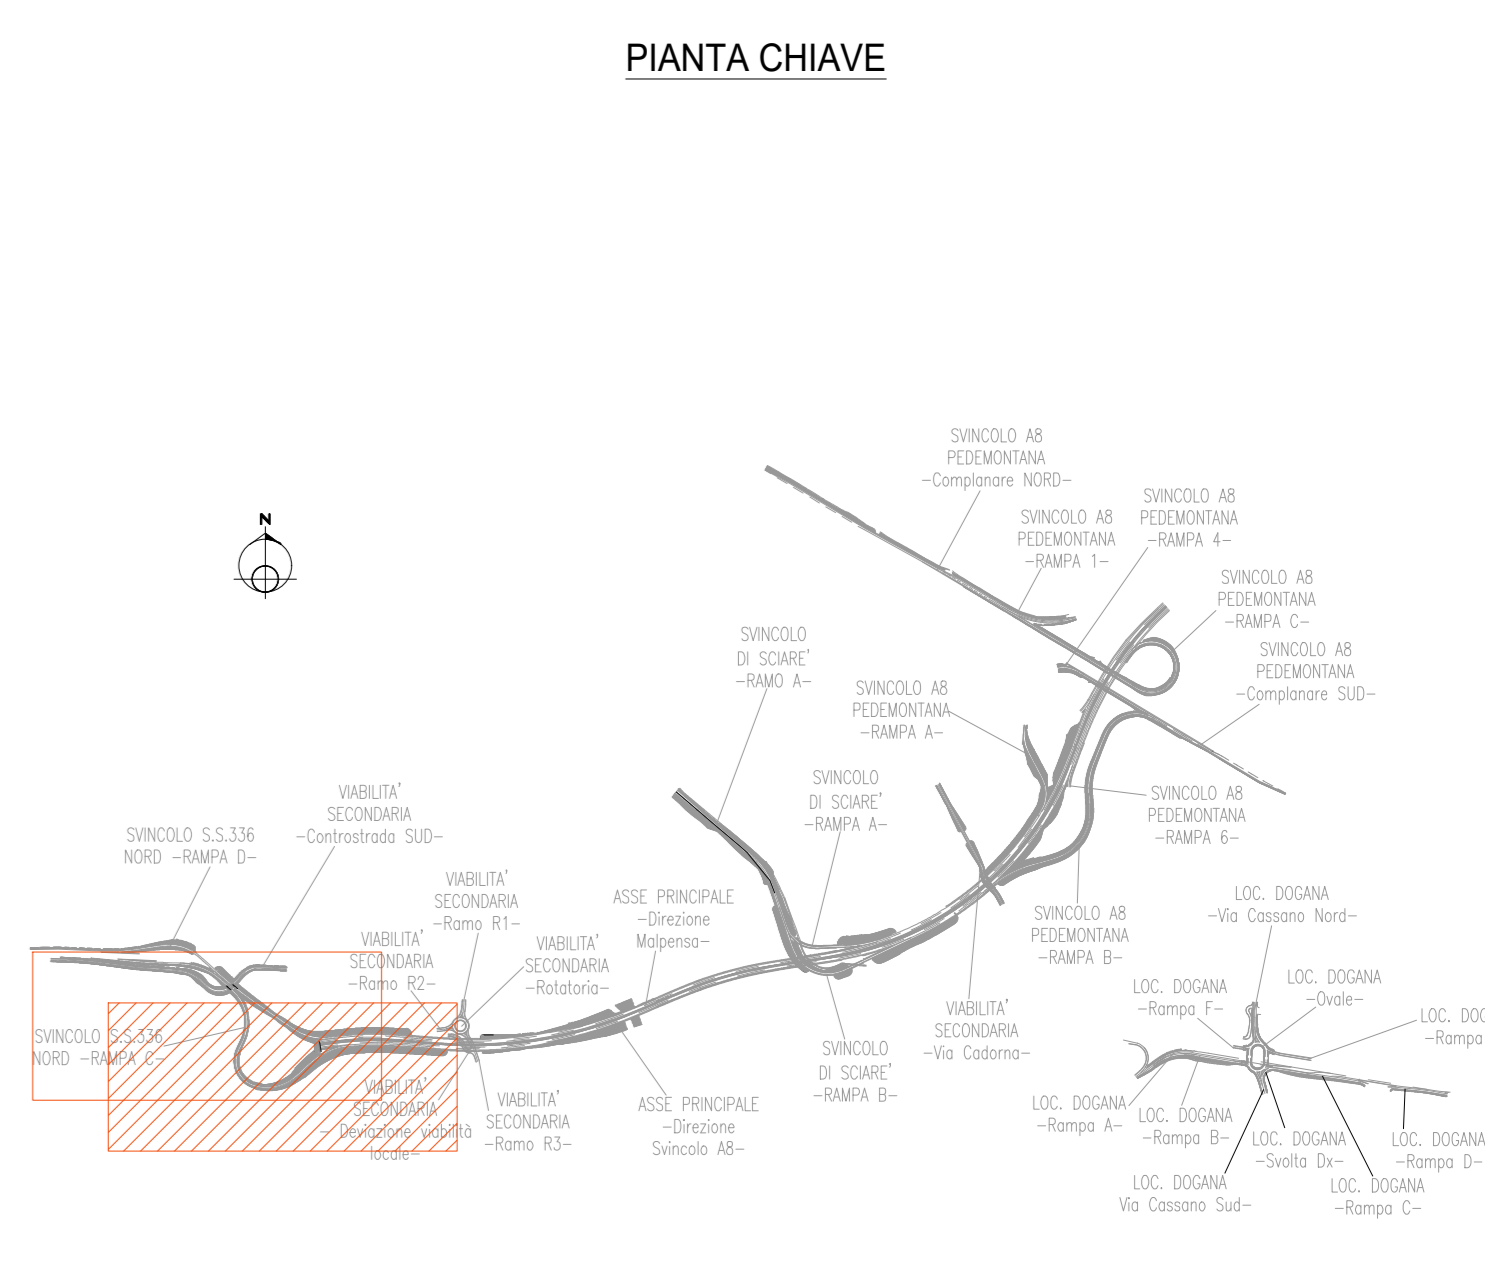 PIANTA CHIAVE
N
SVINCOLO A8
PEDEMONTANA
-Complanare NORD-
SVINCOLO A8
PEDEMONTANA
-RAMPA 4-
SVINCOLO A8
PEDEMONTANA
-RAMPA 1-
SVINCOLO A8
PEDEMONTANA
-RAMPA C-
SVINCOLO A8
PEDEMONTANA
-Complanare SUD-
SVINCOLO
DI SCIARE'
-RAMO A-
SVINCOLO A8
PEDEMONTANA
-RAMPA A-
SVINCOLO
DI SCIARE'
-RAMPA A-
SVINCOLO A8
PEDEMONTANA
-RAMPA 6-
VIABILITA'
SECONDARIA
-Controstrada SUD-
SVINCOLO S.S.336
NORD -RAMPA D-
VIABILITA'
SECONDARIA
-Ramo R1-
ASSE PRINCIPALE
-Direzione
Malpensa-
VIABILITA'
SECONDARIA
-Ramo R2-
VIABILITA'
SECONDARIA
-Rotatoria-
SVINCOLO A8
PEDEMONTANA
-RAMPA B-
LOC. DOGANA
-Via Cassano Nord-
LOC. DOGANA
-Ovale-
LOC. DOGANA
-Rampa F-
LOC. DOG
-Rampa
VIABILITA'
SECONDARIA
-Via Cadorna-
SVINCOLO S.S.336
NORD -RAMPA C-
SVINCOLO
DI SCIARE'
-RAMPA B-
VIABILITA'
SECONDARIA
- Deviazione viabilità
locale-
VIABILITA'
SECONDARIA
-Ramo R3-
ASSE PRINCIPALE
-Direzione
Svincolo A8-
LOC. DOGANA
-Rampa A-
LOC. DOGANA
-Rampa B-
LOC. DOGANA
-Svolta Dx-
LOC. DOGANA
-Rampa D-
LOC. DOGANA
Via Cassano Sud-
LOC. DOGANA
-Rampa C-